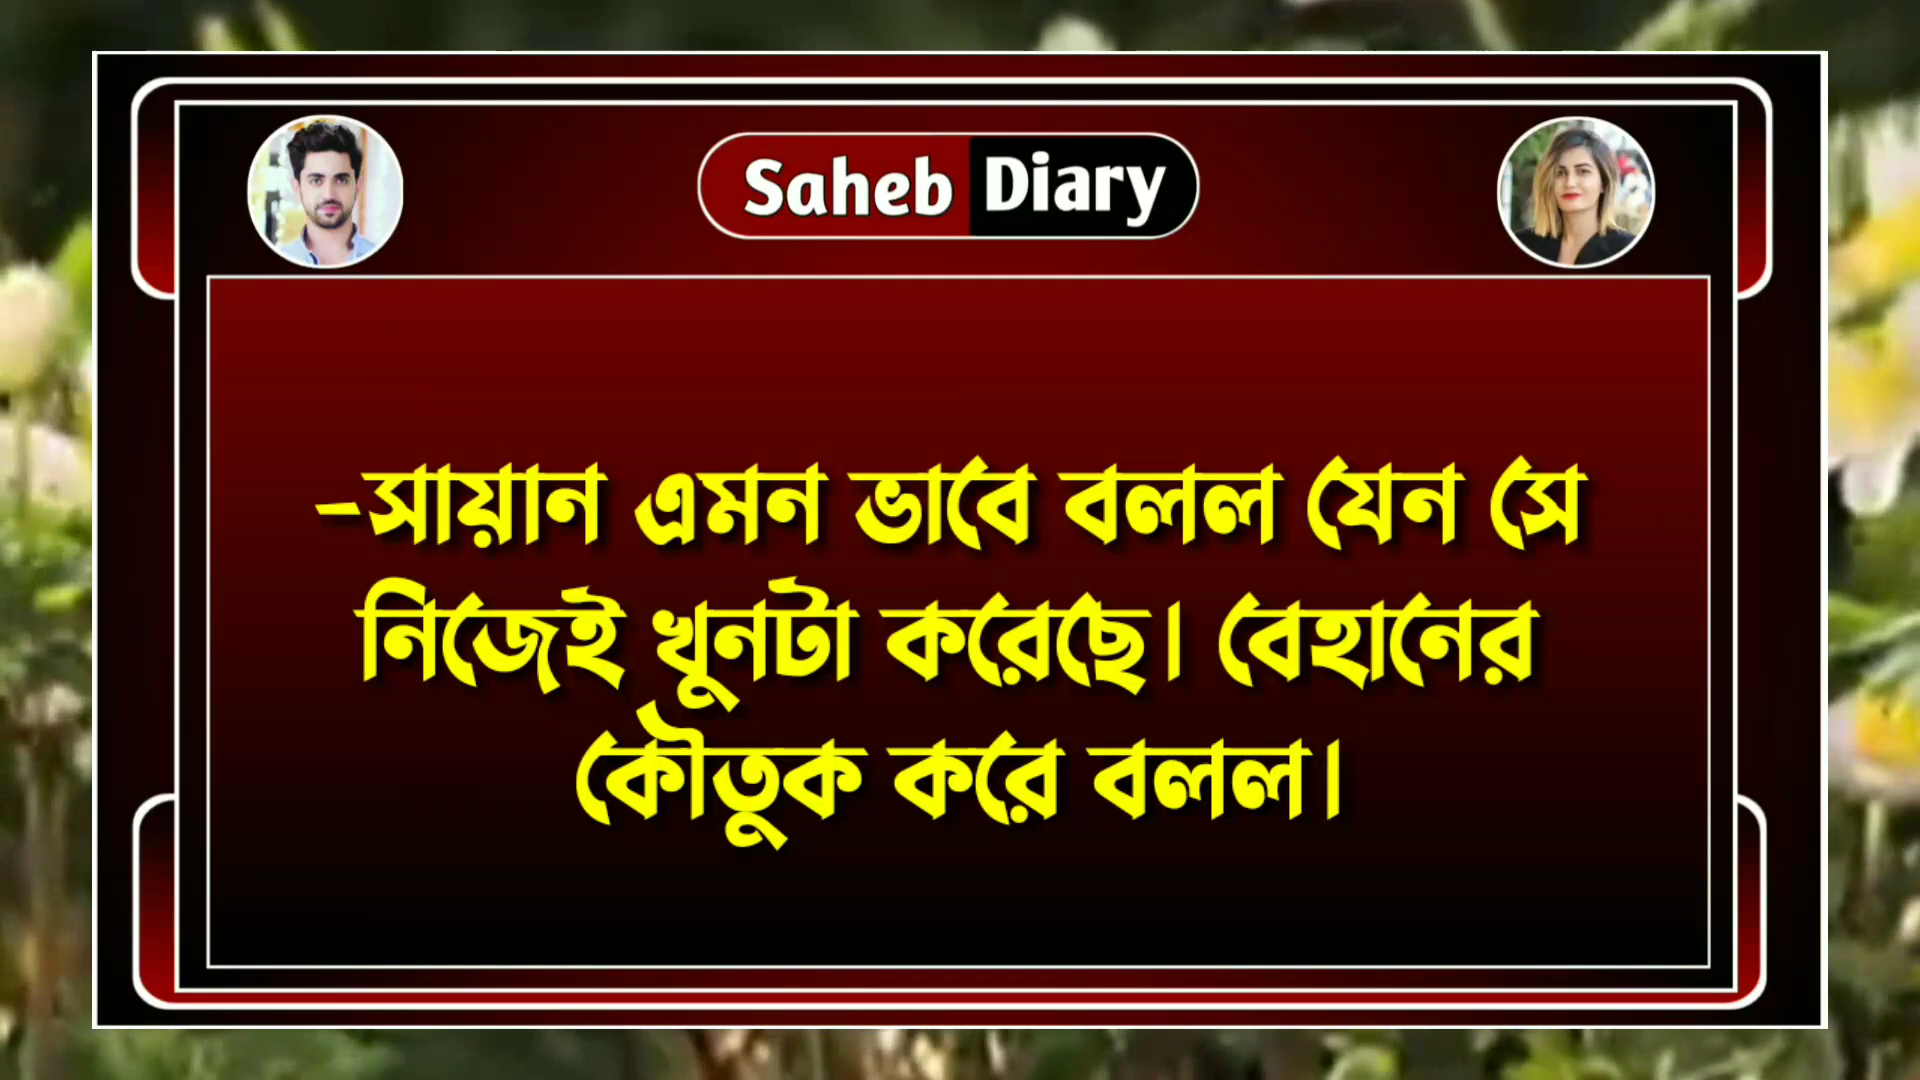 Saheb Diary
-সায়ান এমন ভাবে বলল যেন সে
নিজেই খুনটা করেছে। বেহানের
কৌতুক করে বলল।